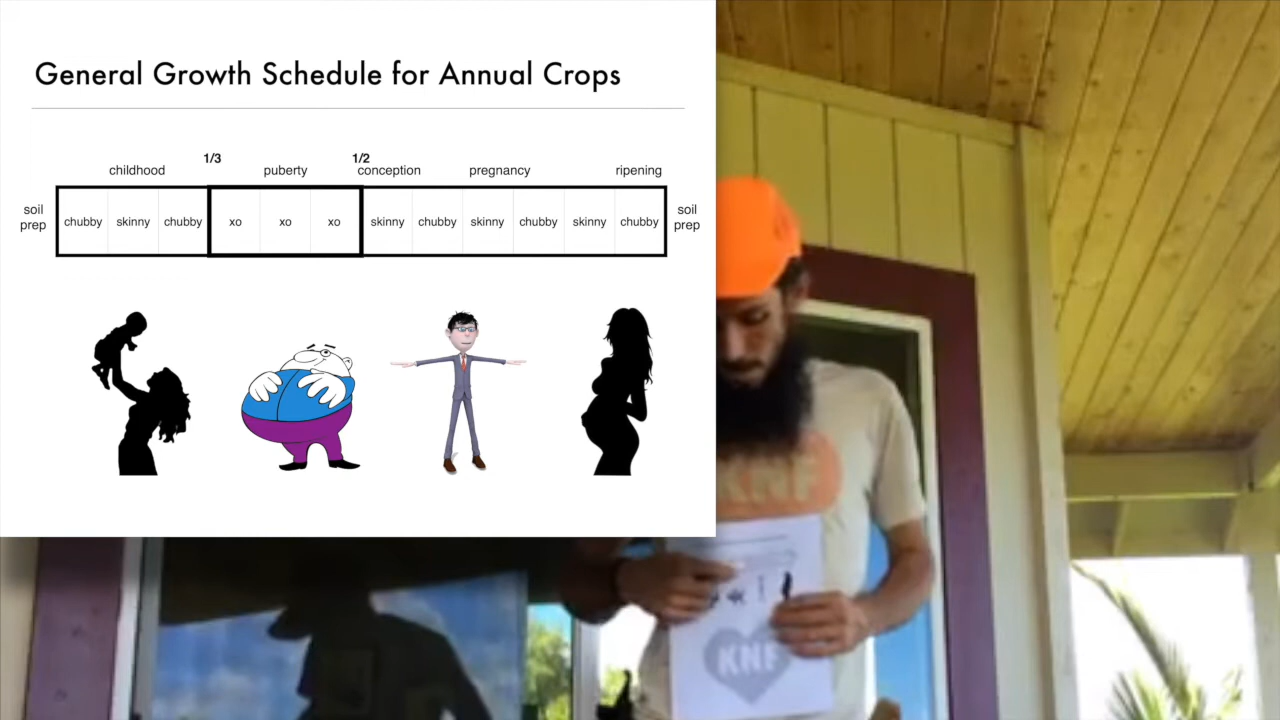 General Growth Schedule for Annual Crops
1/3 1/2
childhood puberty conception pregnancy ripening
soil prep chubby skinny chubby xo xo xo skinny chubby skinny chubby skinny chubby soil prep
KNF
KNF